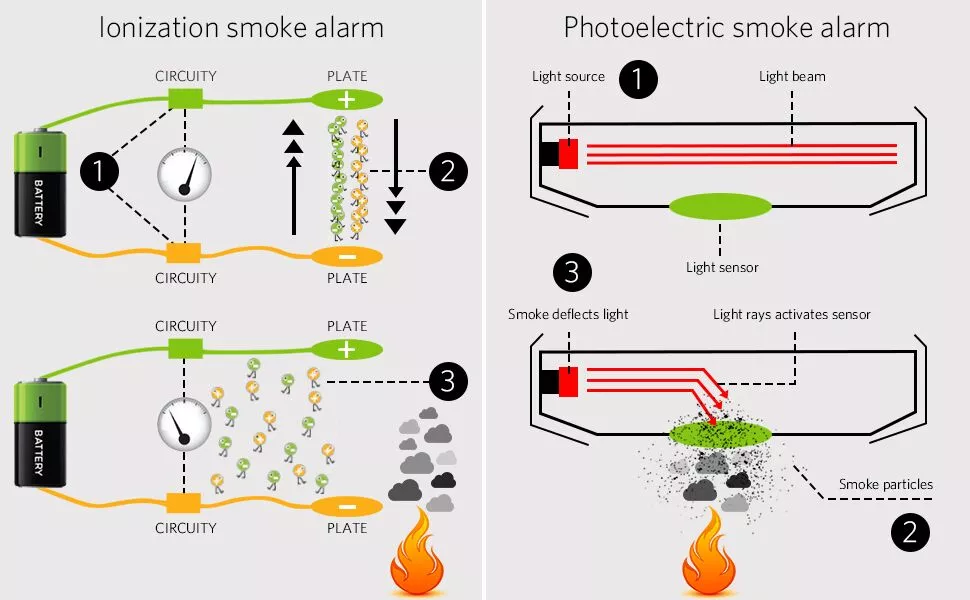 Ionization smoke alarm
CIRCUITY
PLATE
+
1
2
I
BATTERY
−
CIRCUITY
PLATE
CIRCUITY
PLATE
+
3
I
BATTERY
−
CIRCUITY
PLATE
Photoelectric smoke alarm
Light source
1
Light beam
Light sensor
3
Smoke deflects light
Light rays activates sensor
Smoke particles
2